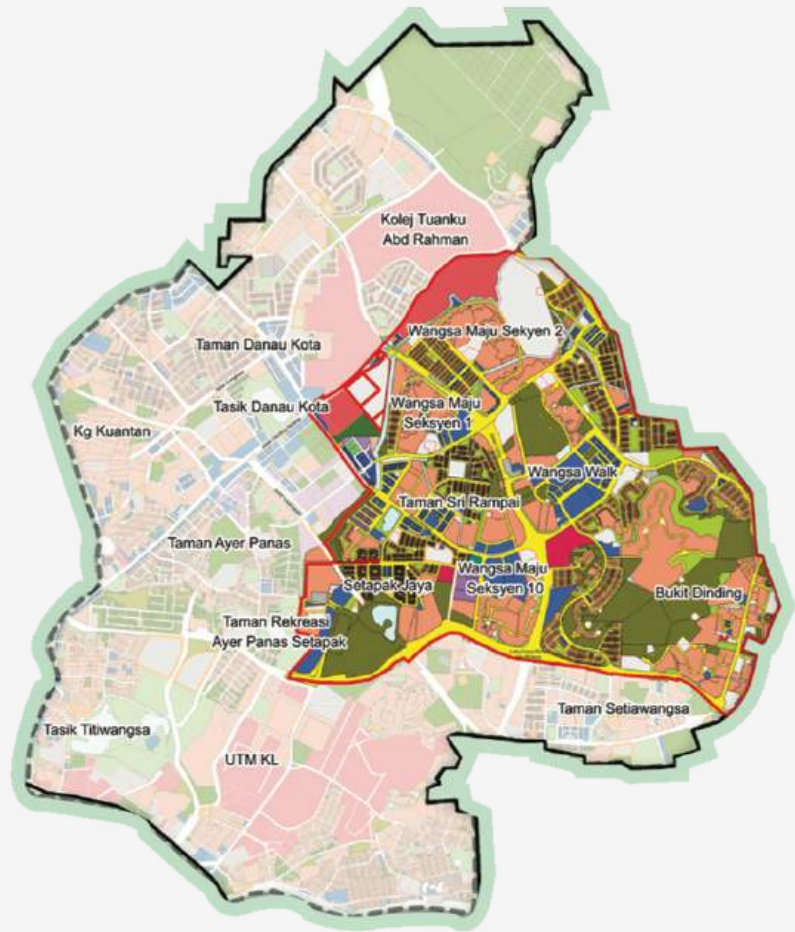 Kolej Tuanku
Abd Rahman
Wangsa Maju Sekyen 2
Taman Danau Kota
Tasik Danau Kota
Wangsa Maju
Seksyen 1
Kg Kuantan
Wangsa Walk
Taman Sri Rampai
Taman Ayer Panas
Wangsa Maju
Seksyen 10
Setapak Jaya
Bukit Dinding
Taman Rekreasi
Ayer Panas Setapak
Taman Setiawangsa
Tasik Titiwangsa
UTM KL